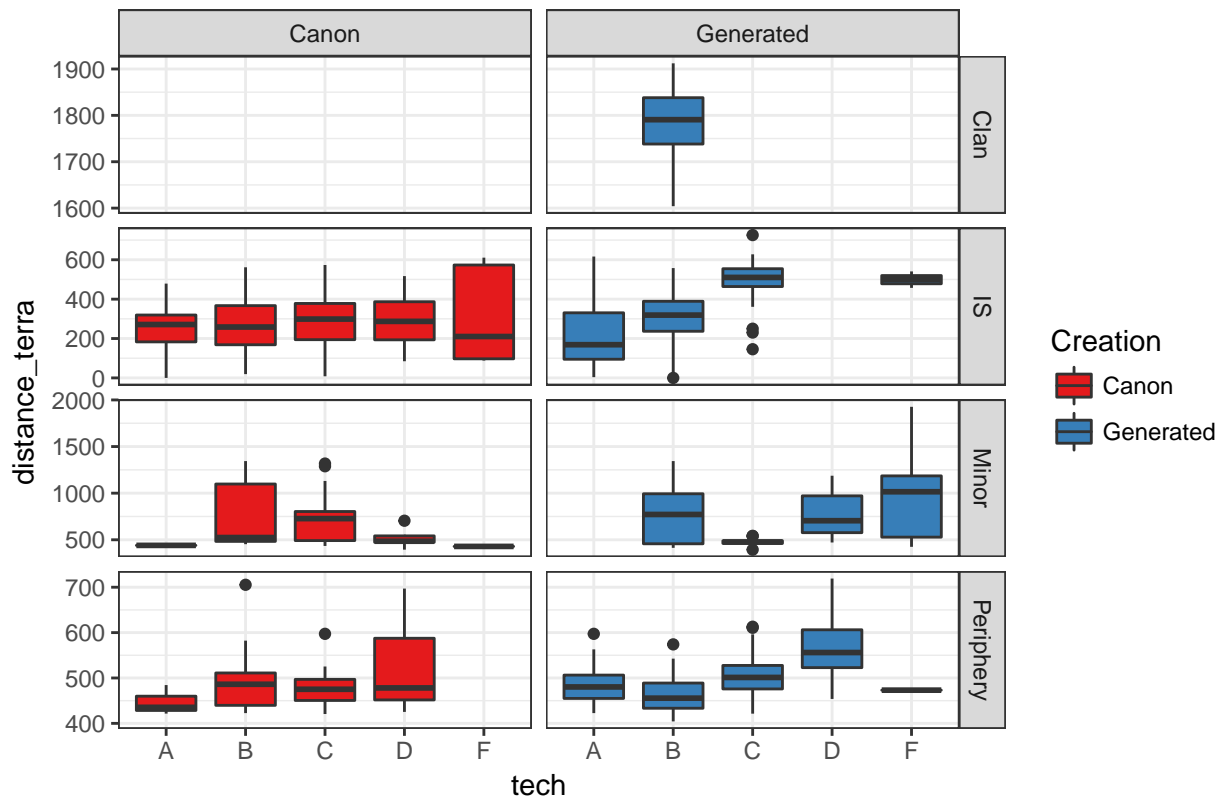 Canon Generated
1900
1800
1700
1600
Clan
600
400
200
0
IS
2000
1500
1000
500
Minor
700
600
500
400
Periphery
A B C D F A B C D F
tech
distance_terra
Creation
Canon
Generated